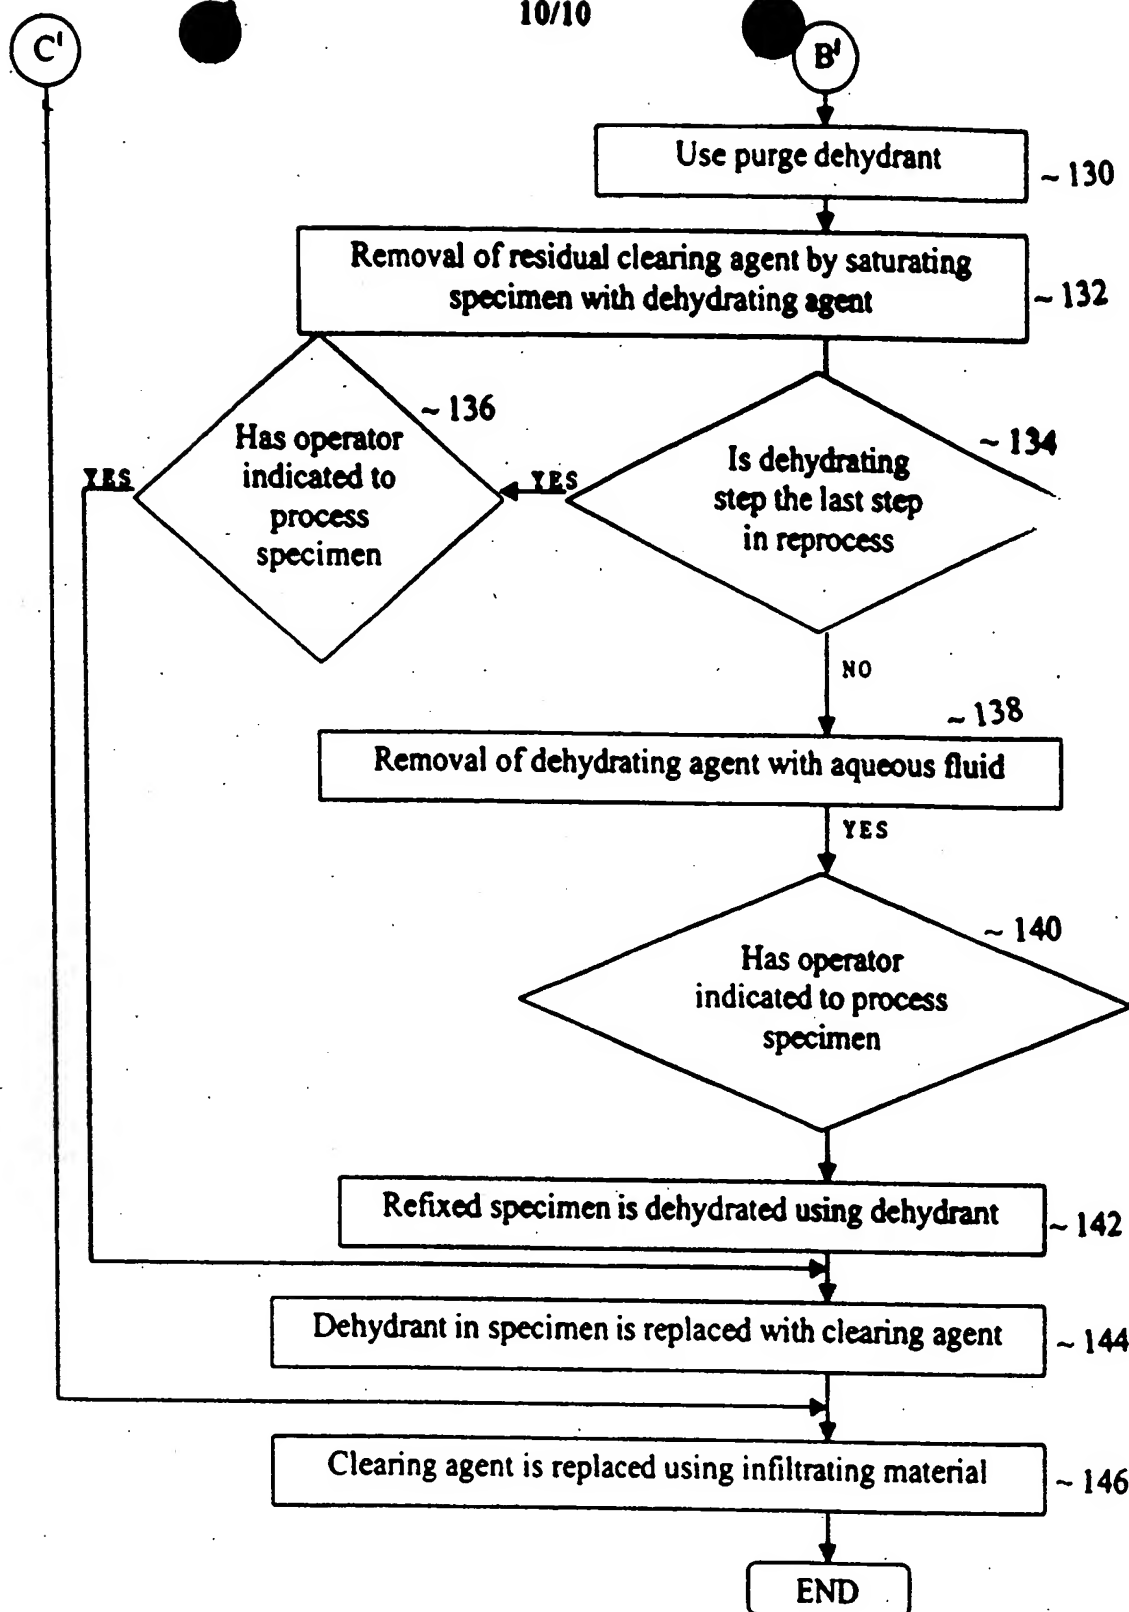 10/10
C'
B'
Use purge dehydrant
~ 130
Removal of residual clearing agent by saturating
specimen with dehydrating agent
~ 132
~ 136
Has operator
indicated to
process
specimen
YES
YES
~ 134
Is dehydrating
step the last step
in reprocess
NO
~ 138
Removal of dehydrating agent with aqueous fluid
YES
~ 140
Has operator
indicated to process
specimen
Refixed specimen is dehydrated using dehydrant
~ 142
Dehydrant in specimen is replaced with clearing agent
~ 144
Clearing agent is replaced using infiltrating material
~ 146
END